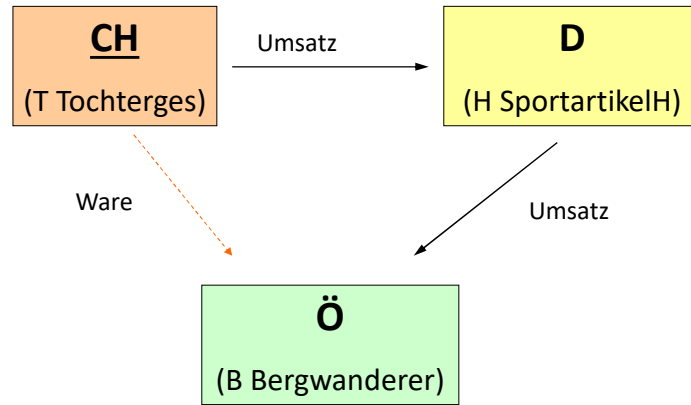 CH
(T Tochterges)
Umsatz
D
(H SportartikelH)
Ware
Umsatz
Ö
(B Bergwanderer)